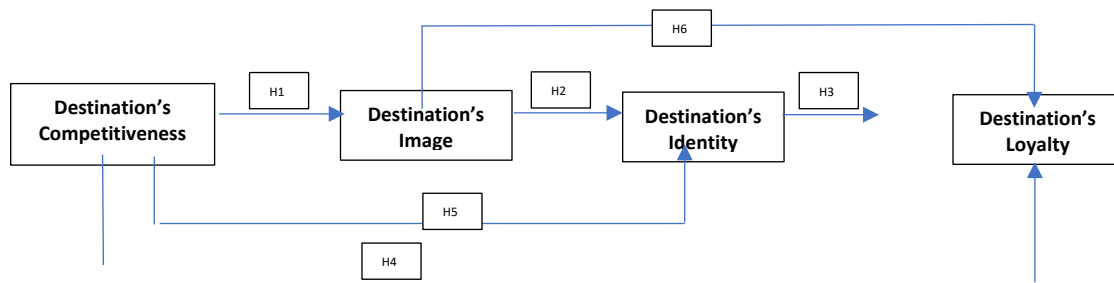 H6
H1
H2
H3
Destination's
Competitiveness
Destination's
Image
Destination's
Identity
Destination's
Loyalty
H5
H4